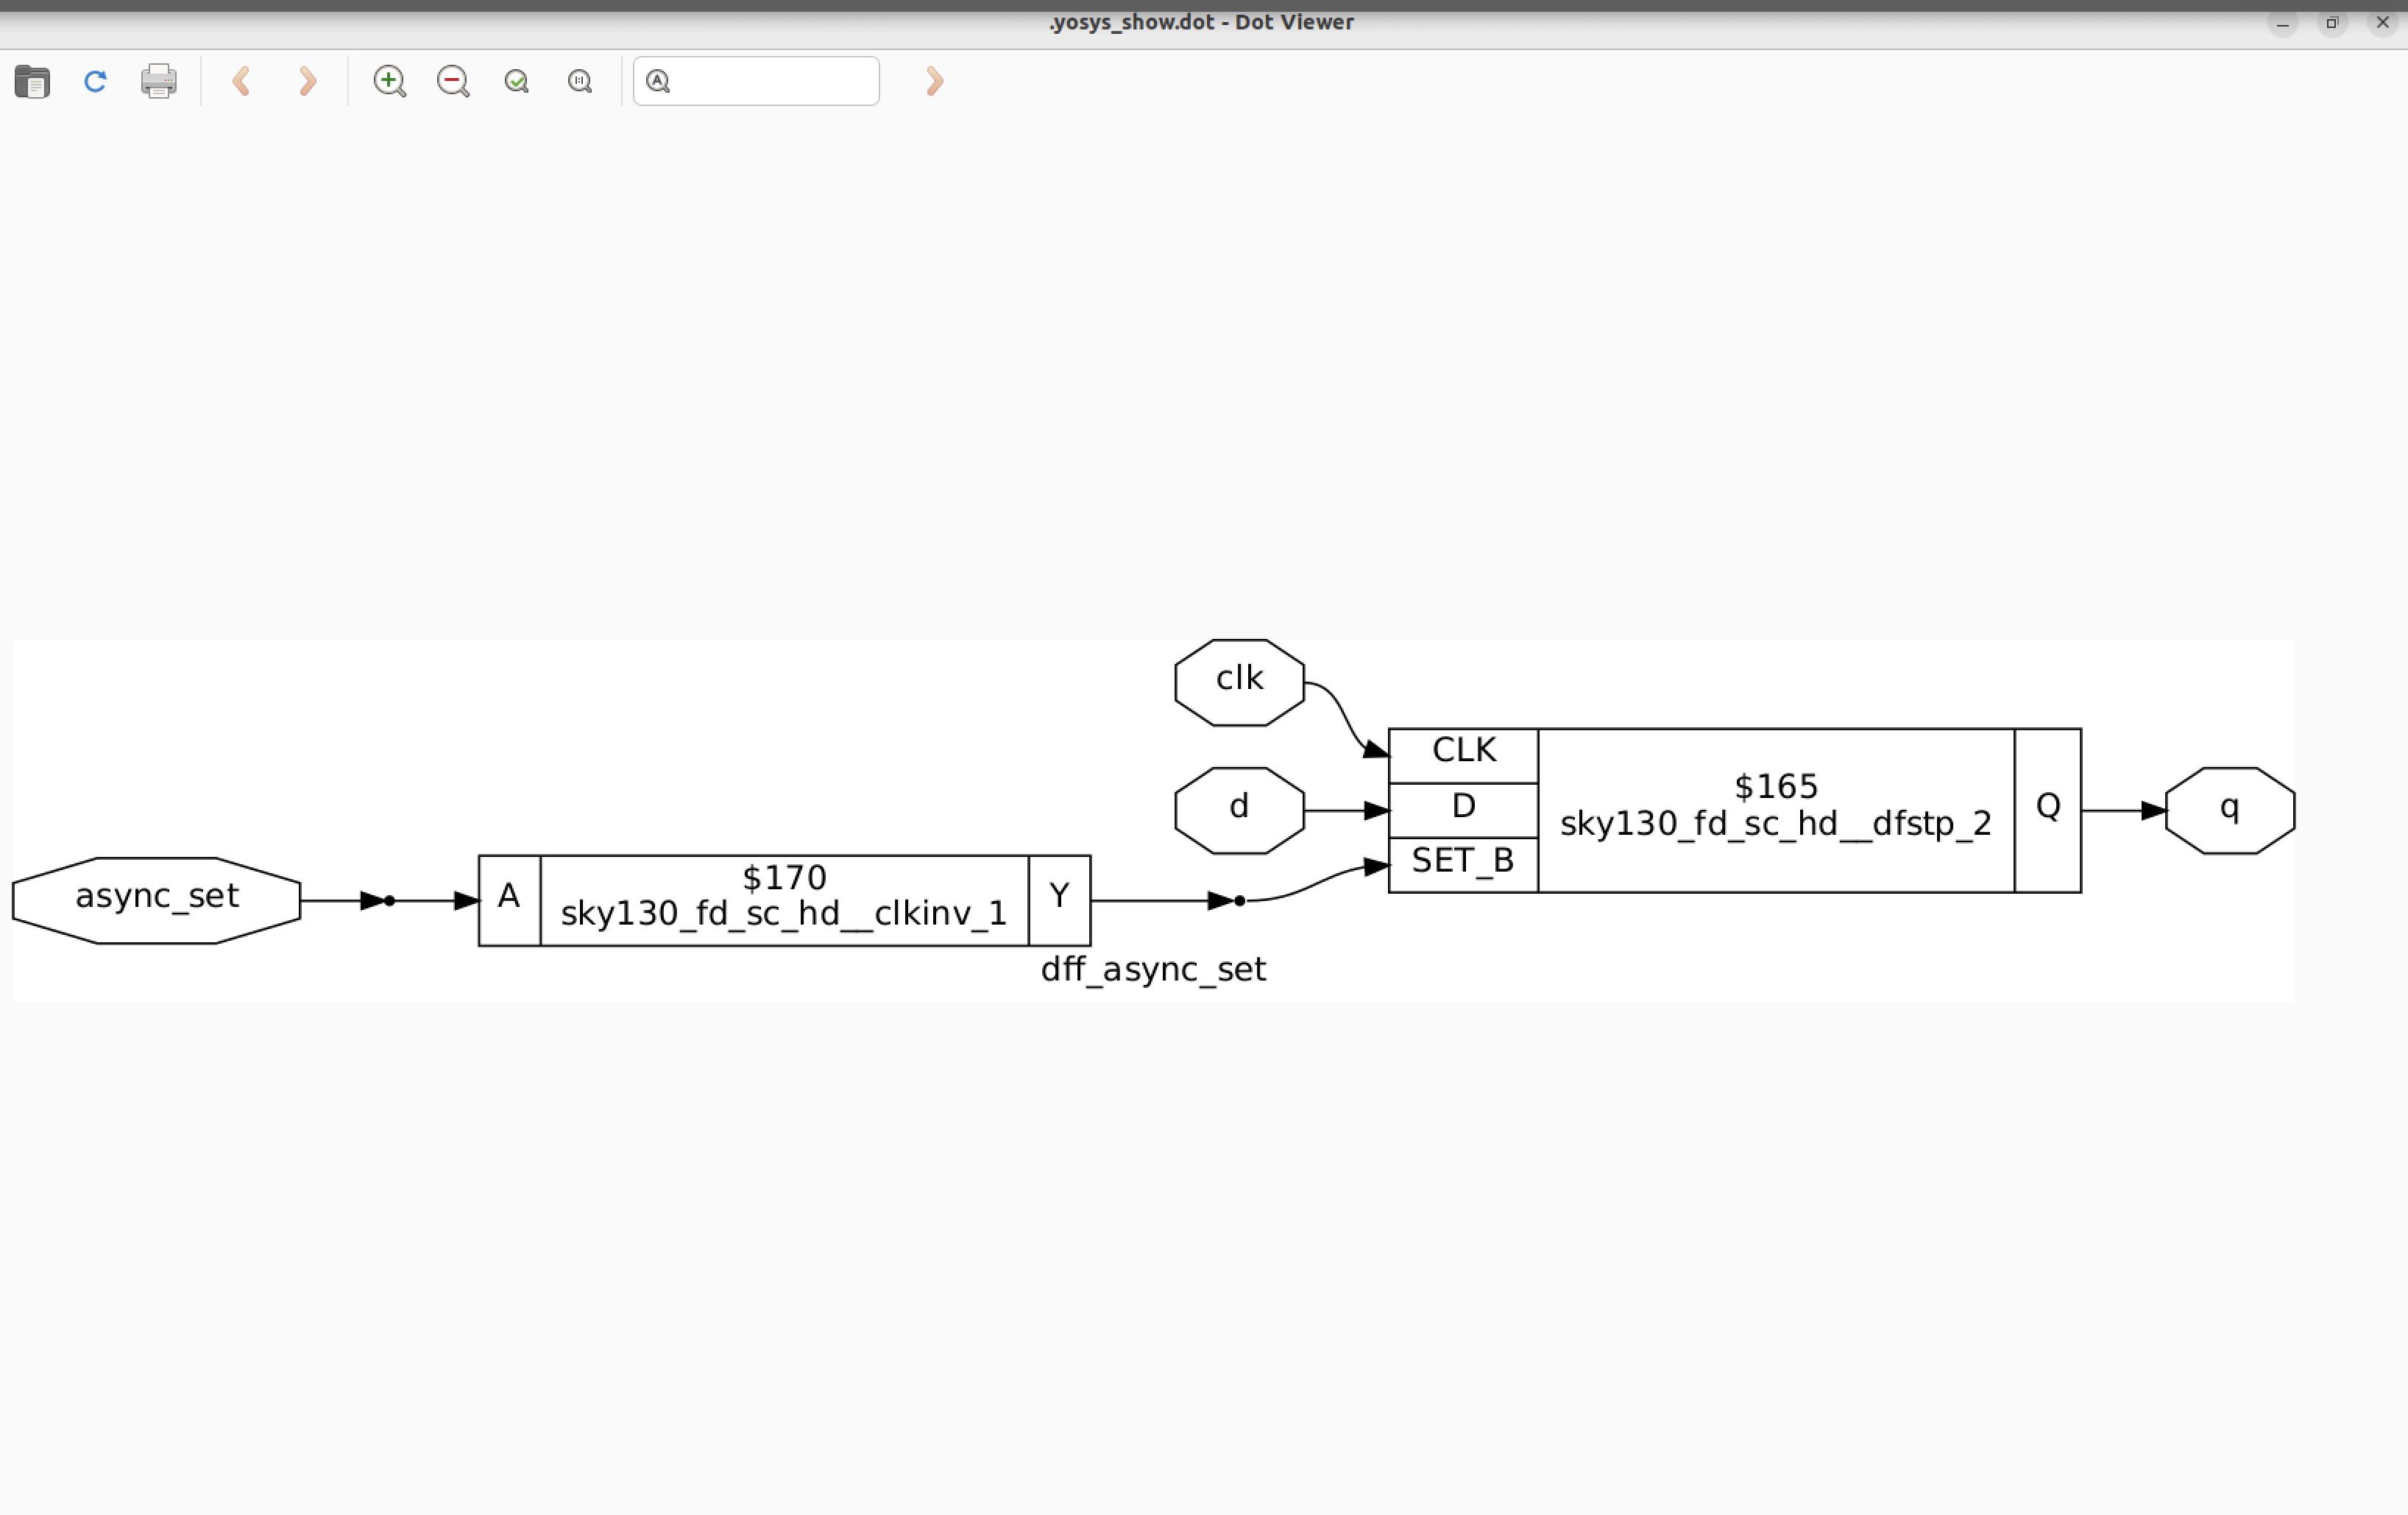 .yosys_show.dot - Dot Viewer
clk
CLK
d
D
$165
sky130_fd_sc_hd__dfstp_2
Q
q
SET_B
async_set
A
$170
sky130_fd_sc_hd__clkinv_1
Y
dff_async_set